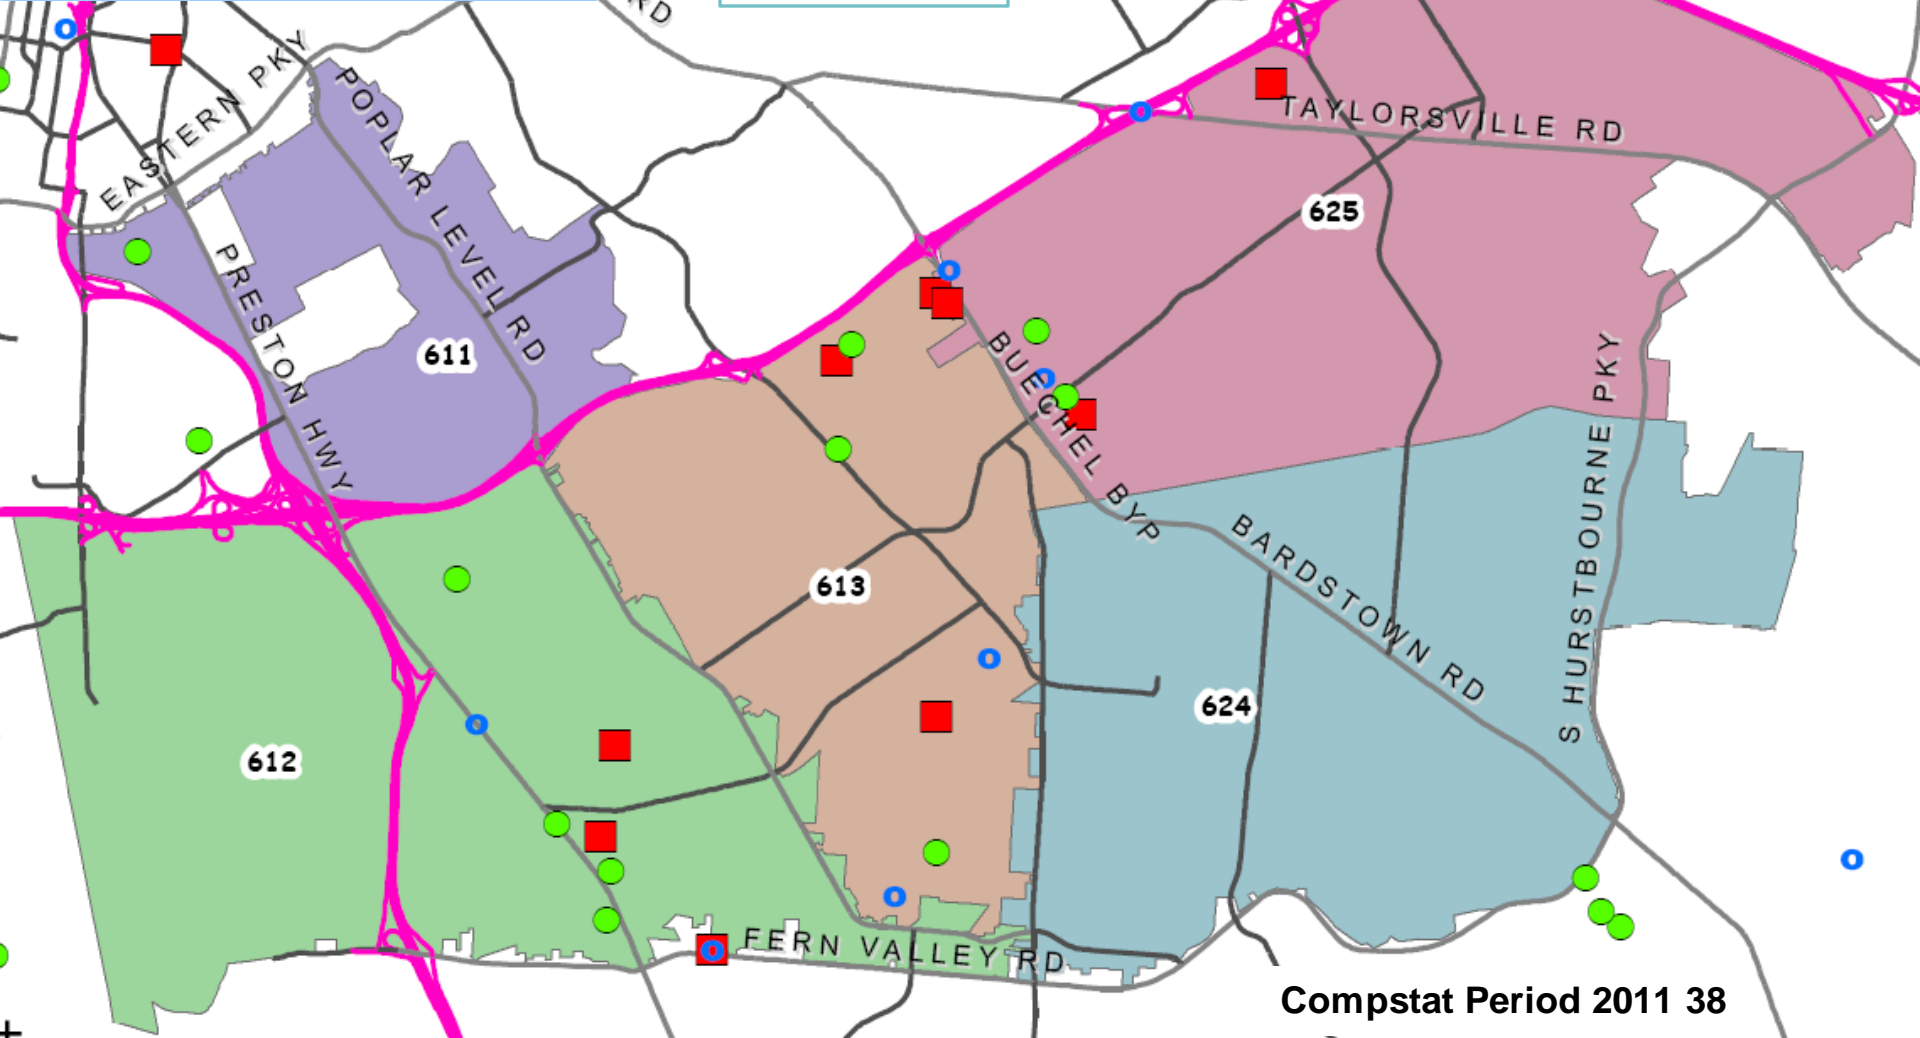 RD
EASTERN PKY
POPLAR LEVEL RD
TAYLORSVILLE RD
625
PRESTON HWY
611
BUECHEL BYP
S HURSTBOURNE PKY
BARDSTOWN RD
613
624
612
FERN VALLEY RD
Compstat Period 2011 38